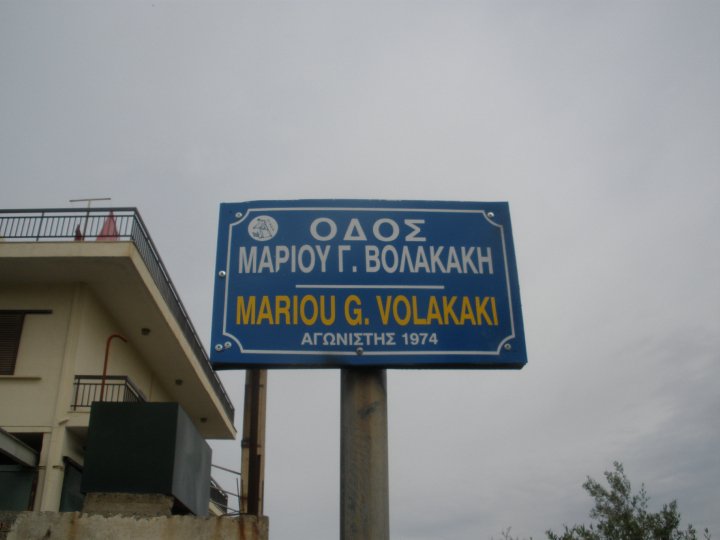 ΟΔΟΣ
ΜΑΡΙΟΥ Γ. ΒΟΛΑΚΑΚΗ
MARIOU G. VOLAKAKI
ΑΓΩΝΙΣΤΗΣ 1974